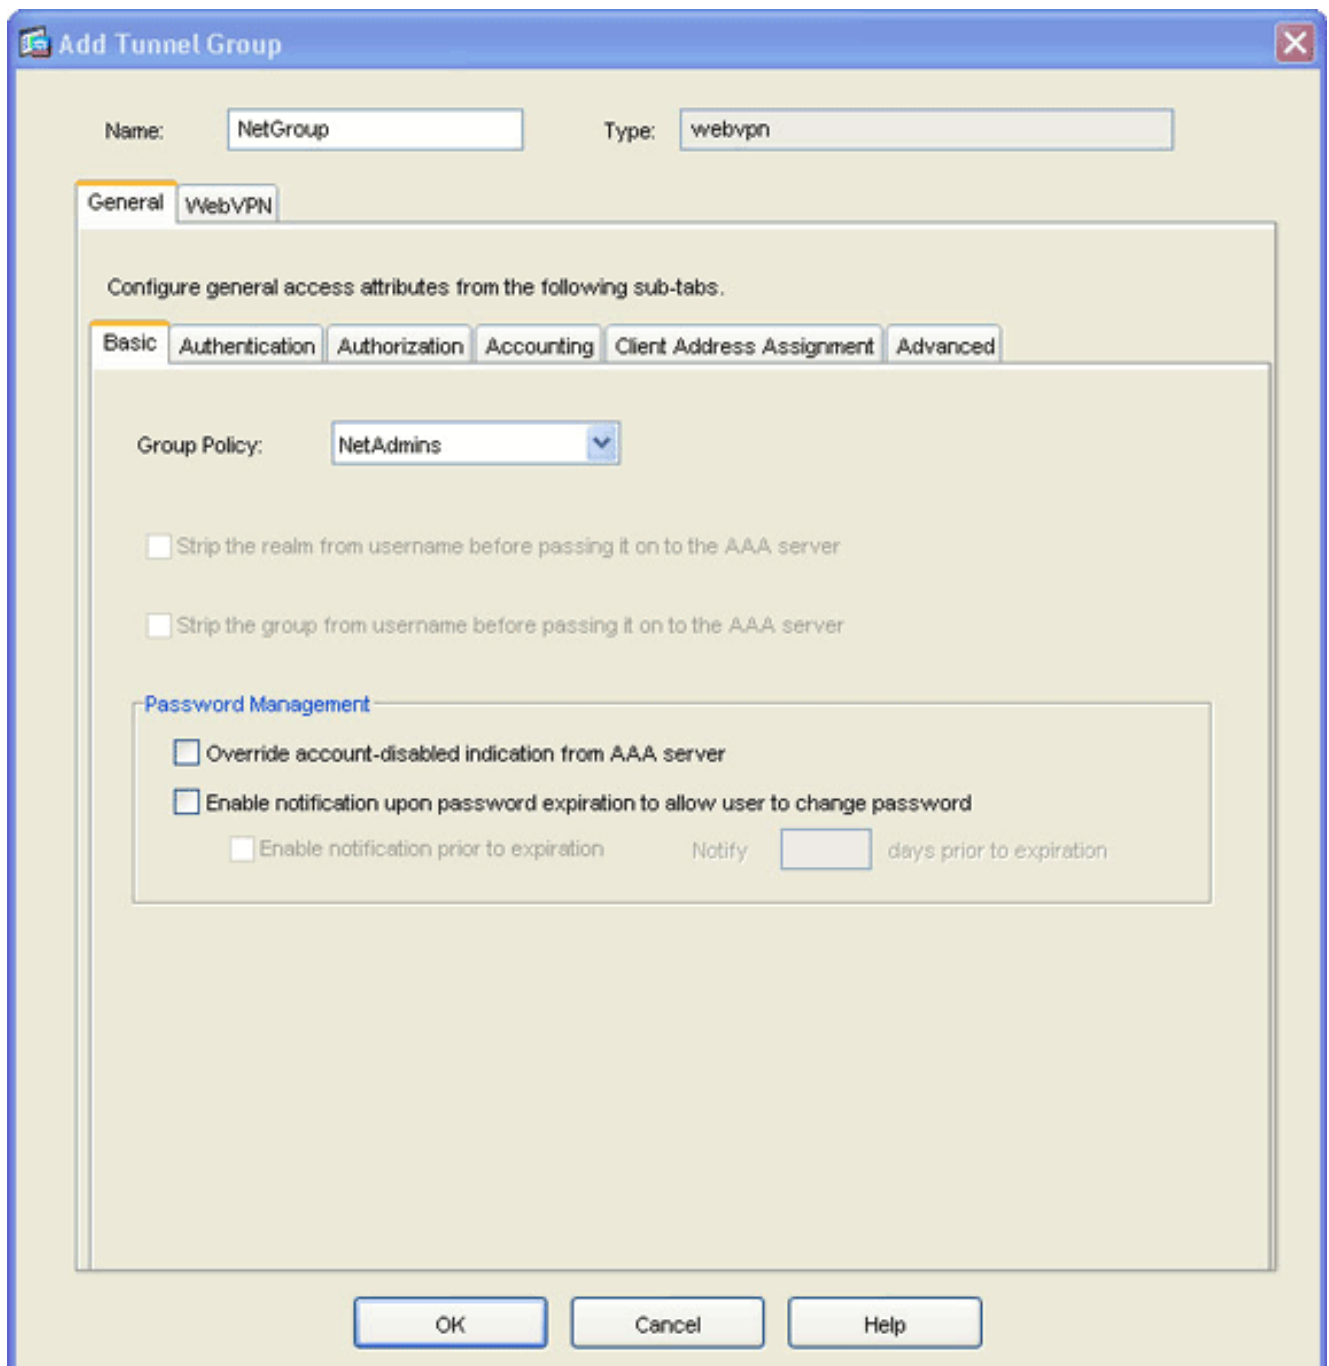 Add Tunnel Group
Name: NetGroup Type: webvpn
General WebVPN
Configure general access attributes from the following sub-tabs.
Basic Authentication Authorization Accounting Client Address Assignment Advanced
Group Policy: NetAdmins
Strip the realm from username before passing it on to the AAA server
Strip the group from username before passing it on to the AAA server
Password Management
Override account-disabled indication from AAA server
Enable notification upon password expiration to allow user to change password
Enable notification prior to expiration Notify days prior to expiration
OK Cancel Help